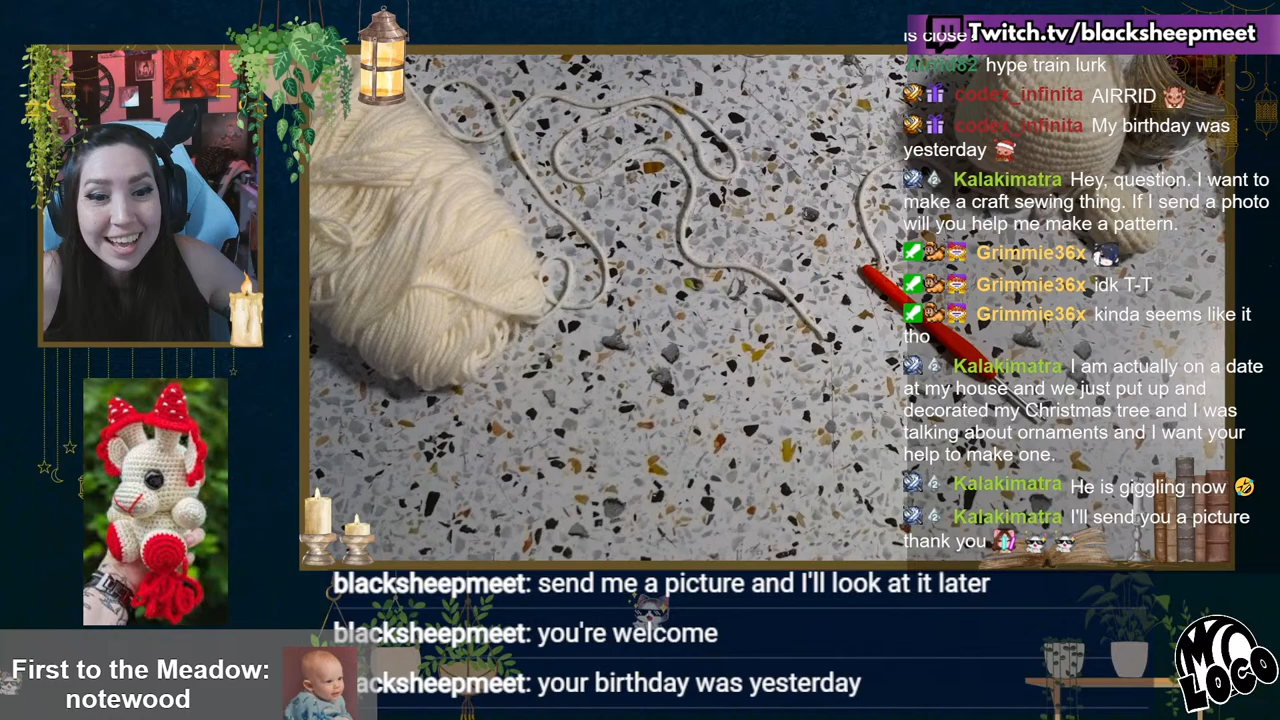 Twitch.tv/blacksheepmeet
is close
hype train lurk
codex_infinita AIRRID
codex_infinita My birthday was
yesterday
Kalakimatra Hey, question. I want to
make a craft sewing thing. If I send a photo
will you help me make a pattern.
Grimmie36x
Grimmie36x idk T-T
Grimmie36x kinda seems like it
tho
Kalakimatra I am actually on a date
at my house and we just put up and
decorated my Christmas tree and I was
talking about ornaments and I want your
help to make one.
Kalakimatra He is giggling now
Kalakimatra I'll send you a picture
thank you
blacksheepmeet: send me a picture and I'll look at it later
blacksheepmeet: you're welcome
acksheepmeet: your birthday was yesterday
First to the Meadow:
notewood
MC
LOCO